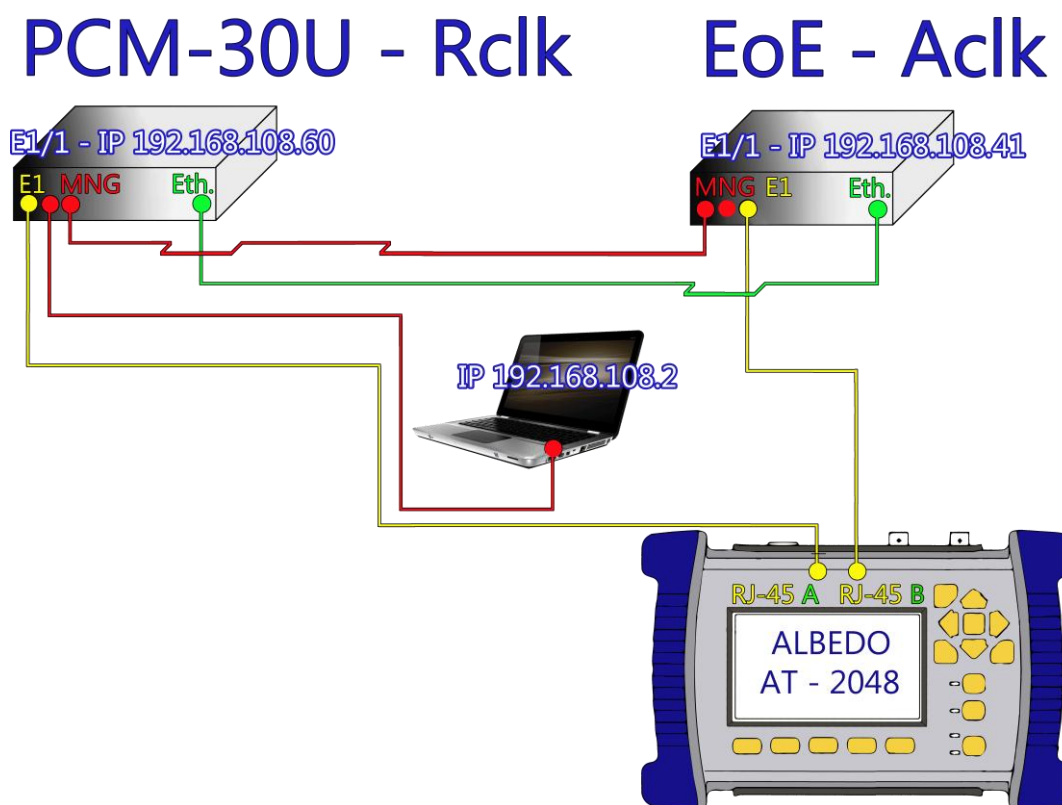 PCM-30U - Rclk
EoE - Aclk
E1/1 - IP 192.168.108.60
E1/1 - IP 192.168.108.41
E1 MNG Eth.
MNG E1 Eth.
IP 192.168.108.2
RJ-45 A RJ-45 B
ALBEDO
AT - 2048